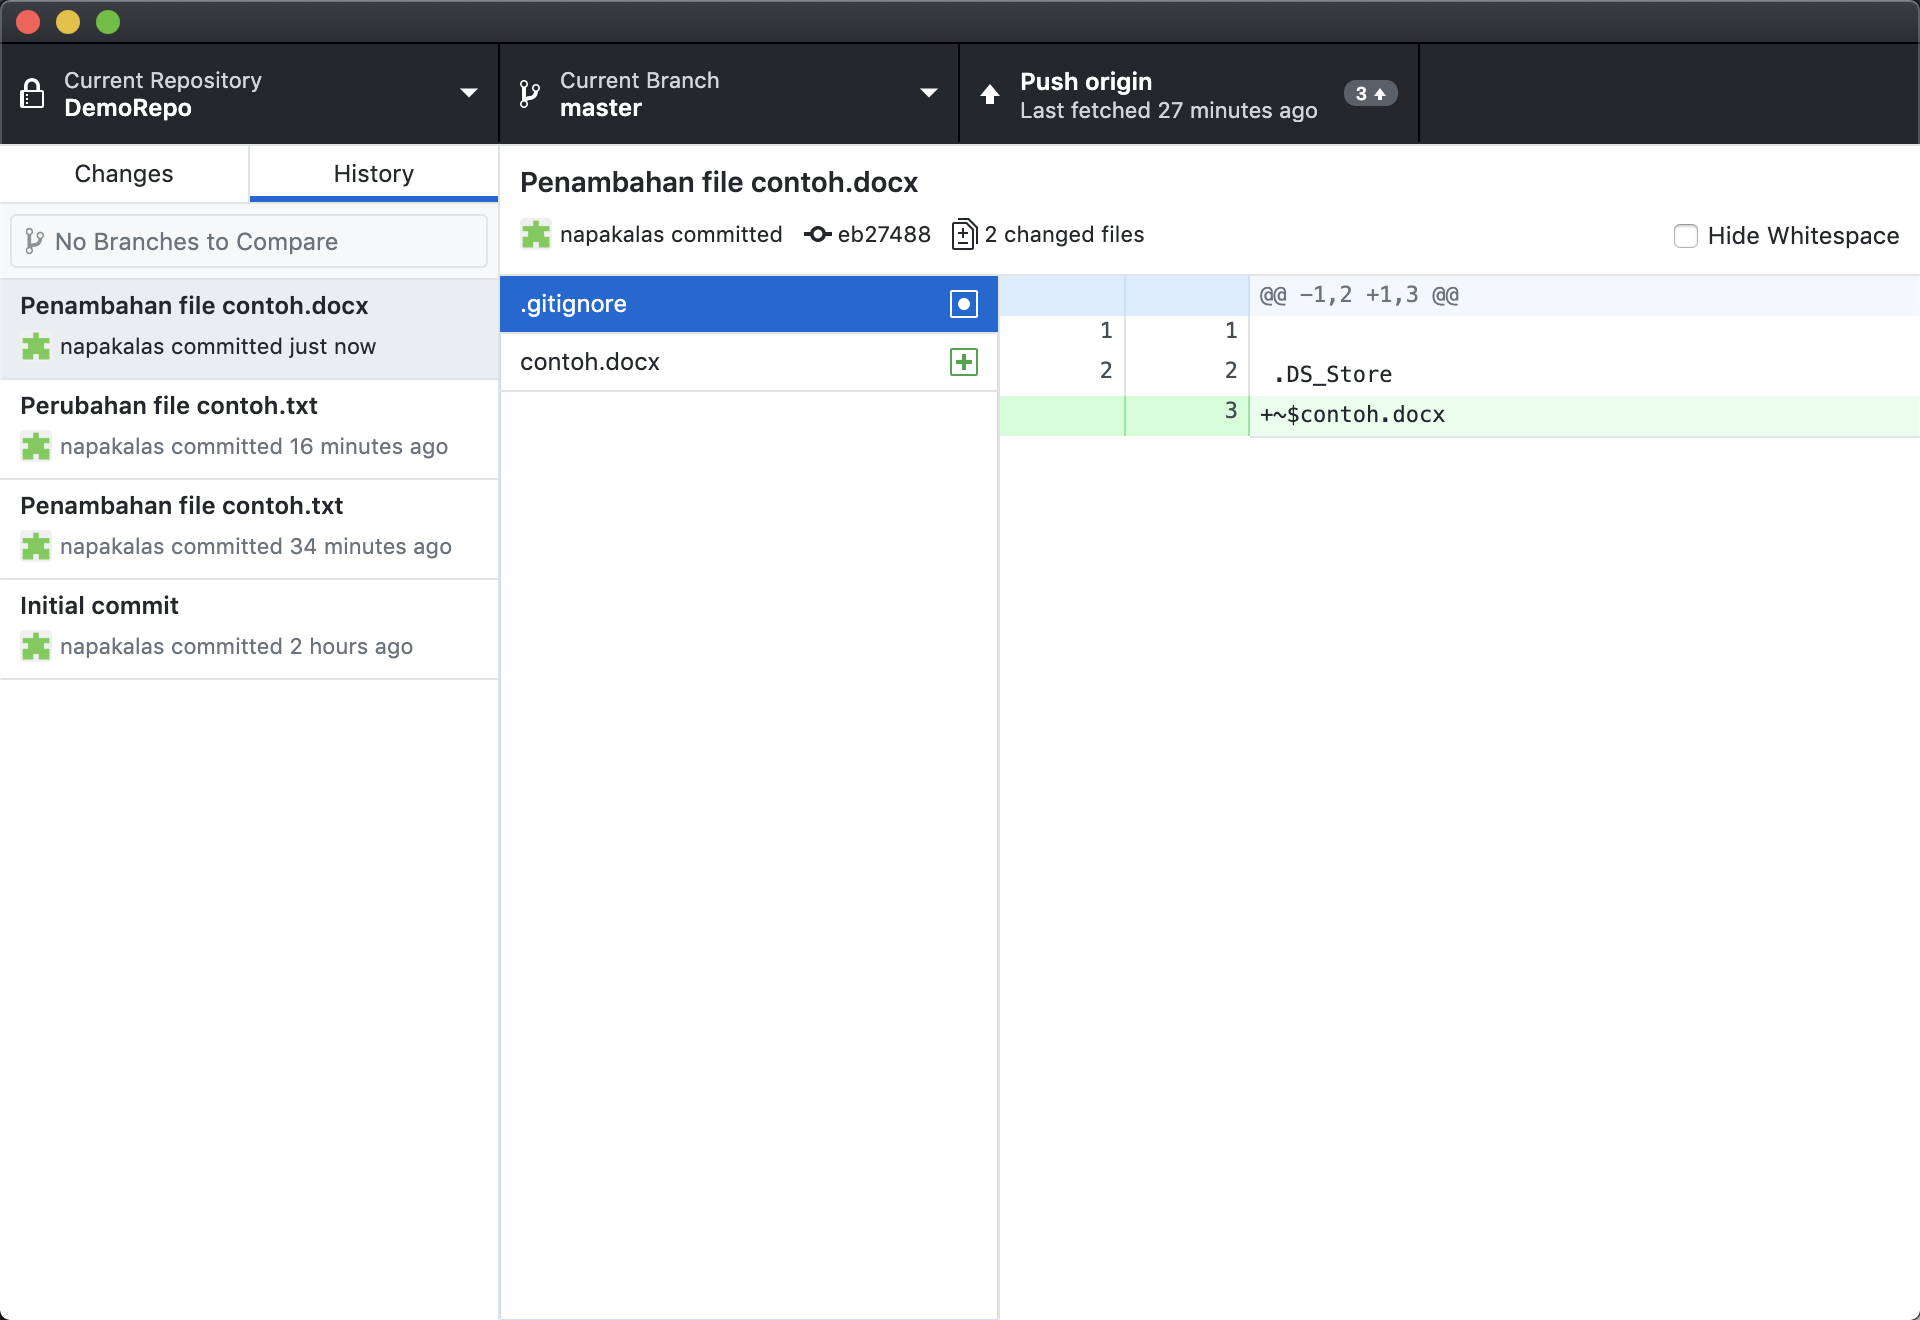 Current Repository
DemoRepo
Current Branch
master
Push origin
Last fetched 27 minutes ago
3
Changes
History
No Branches to Compare
Penambahan file contoh.docx
napakalas committed just now
Perubahan file contoh.txt
napakalas committed 16 minutes ago
Penambahan file contoh.txt
napakalas committed 34 minutes ago
Initial commit
napakalas committed 2 hours ago
Penambahan file contoh.docx
napakalas committed eb27488 2 changed files
Hide Whitespace
.gitignore
contoh.docx
@@ -1,2 +1,3 @@
1 1
2 2 .DS_Store
3 +~$contoh.docx